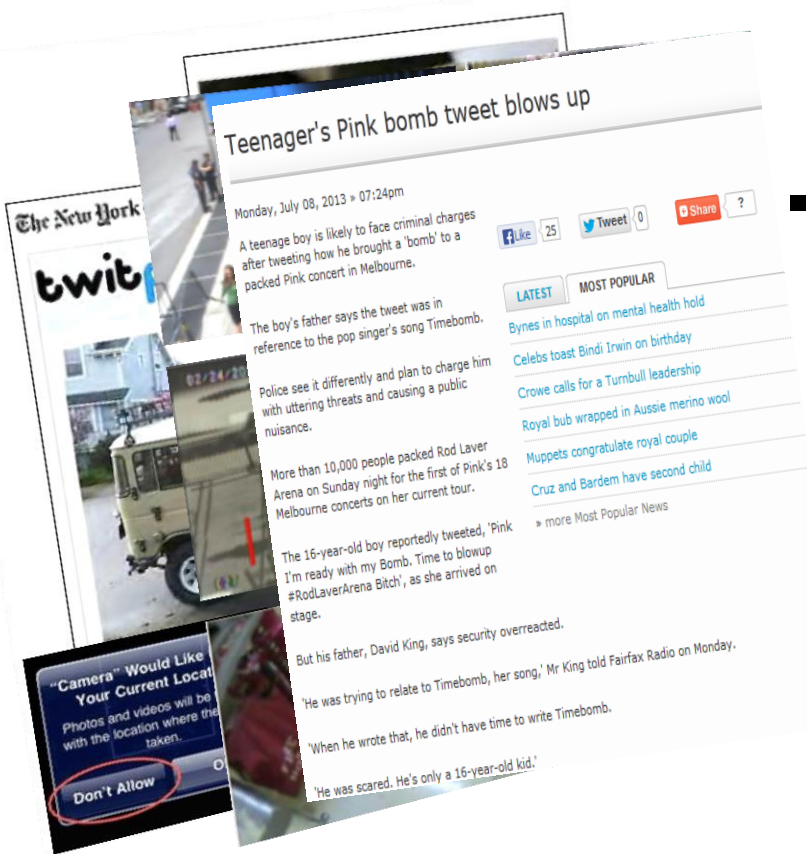 Teenager's Pink bomb tweet blows up
Monday, July 08, 2013 » 07:24pm
A teenage boy is likely to face criminal charges
after tweeting how he brought a 'bomb' to a
packed Pink concert in Melbourne.
The boy's father says the tweet was in
reference to the pop singer's song Timebomb.
Police see it differently and plan to charge him
with uttering threats and causing a public
nuisance.
More than 10,000 people packed Rod Laver
Arena on Sunday night for the first of Pink's 18
Melbourne concerts on her current tour.
The 16-year-old boy reportedly tweeted, 'Pink
I'm ready with my Bomb. Time to blowup
#RodLaverArena Bitch', as she arrived on
stage.
But his father, David King, says security overreacted.
'He was trying to relate to Timebomb, her song,' Mr King told Fairfax Radio on Monday.
'When he wrote that, he didn't have time to write Timebomb.
'He was scared. He's only a 16-year-old kid.'
Like 25
Tweet 0
Share ?
LATEST MOST POPULAR
Bynes in hospital on mental health hold
Celebs toast Bindi Irwin on birthday
Crowe calls for a Turnbull leadership
Royal bub wrapped in Aussie merino wool
Muppets congratulate royal couple
Cruz and Bardem have second child
» more Most Popular News
The New York
twit
02/24/20
"Camera" Would Like
Your Current Locat
Photos and videos will be
with the location where the
taken.
Don't Allow
O